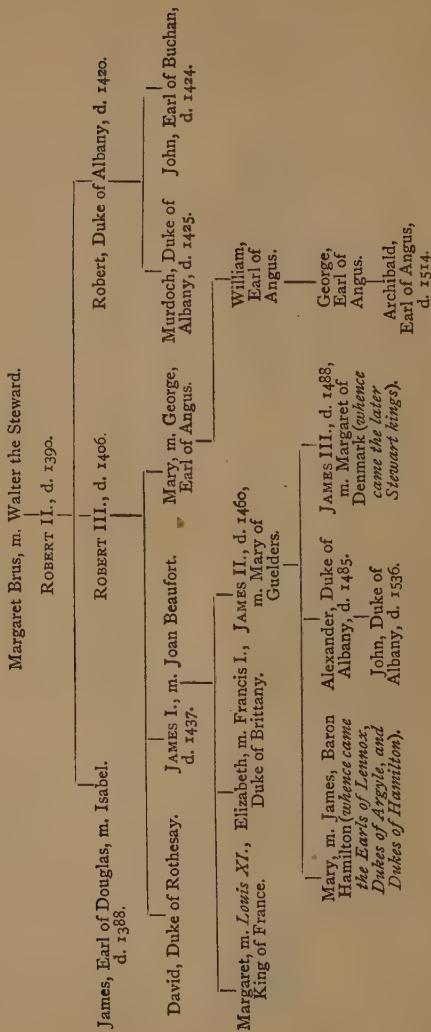 Margaret Brus, m. Walter the Steward.
ROBERT II., d. 1390.
James, Earl of Douglas, m. Isabel.
d. 1388.
ROBERT III., d. 1406.
Robert, Duke of Albany, d. 1420.
David, Duke of Rothesay.
JAMES I., m. Joan Beaufort.
d. 1437.
Mary, m. George,
Earl of Angus.
Murdoch, Duke of
Albany, d. 1425.
John, Earl of Buchan,
d. 1424.
Margaret, m. Louis XI.,
King of France.
Elizabeth, m. Francis I.,
Duke of Brittany.
JAMES II., d. 1460,
m. Mary of
Guelders.
William,
Earl of
Angus.
Mary, m. James, Baron
Hamilton (whence came
the Earls of Lennox,
Dukes of Argyle, and
Dukes of Hamilton).
Alexander, Duke of
Albany, d. 1485.
John, Duke of
Albany, d. 1536.
JAMES III., d. 1488,
m. Margaret of
Denmark (whence
came the later
Stewart kings).
George,
Earl of
Angus.
Archibald,
Earl of Angus,
d. 1514.